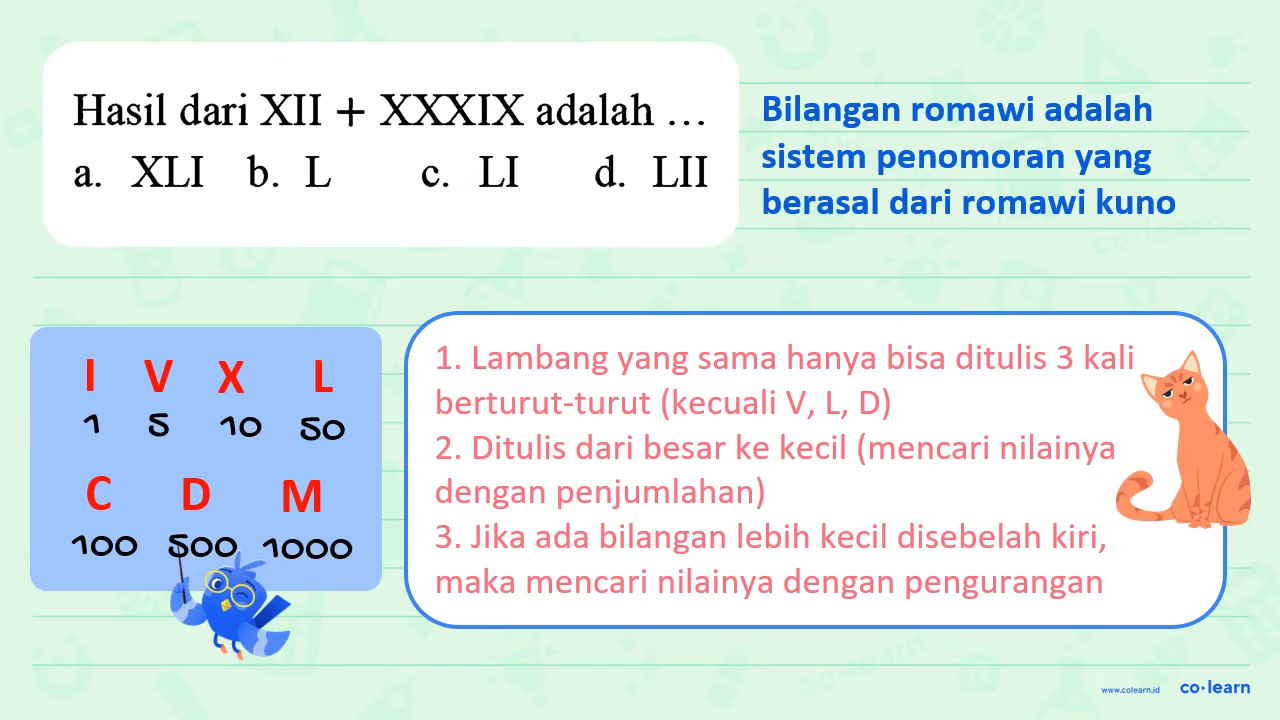 Hasil dari XII + XXXIX adalah ...
a. XLI b. L c. LI d. LII
Bilangan romawi adalah
sistem penomoran yang
berasal dari romawi kuno
I V X L
1 5 10 50
C D M
100 500 1000
1. Lambang yang sama hanya bisa ditulis 3 kali
berturut-turut (kecuali V, L, D)
2. Ditulis dari besar ke kecil (mencari nilainya
dengan penjumlahan)
3. Jika ada bilangan lebih kecil disebelah kiri,
maka mencari nilainya dengan pengurangan
www.colearn.id co·learn